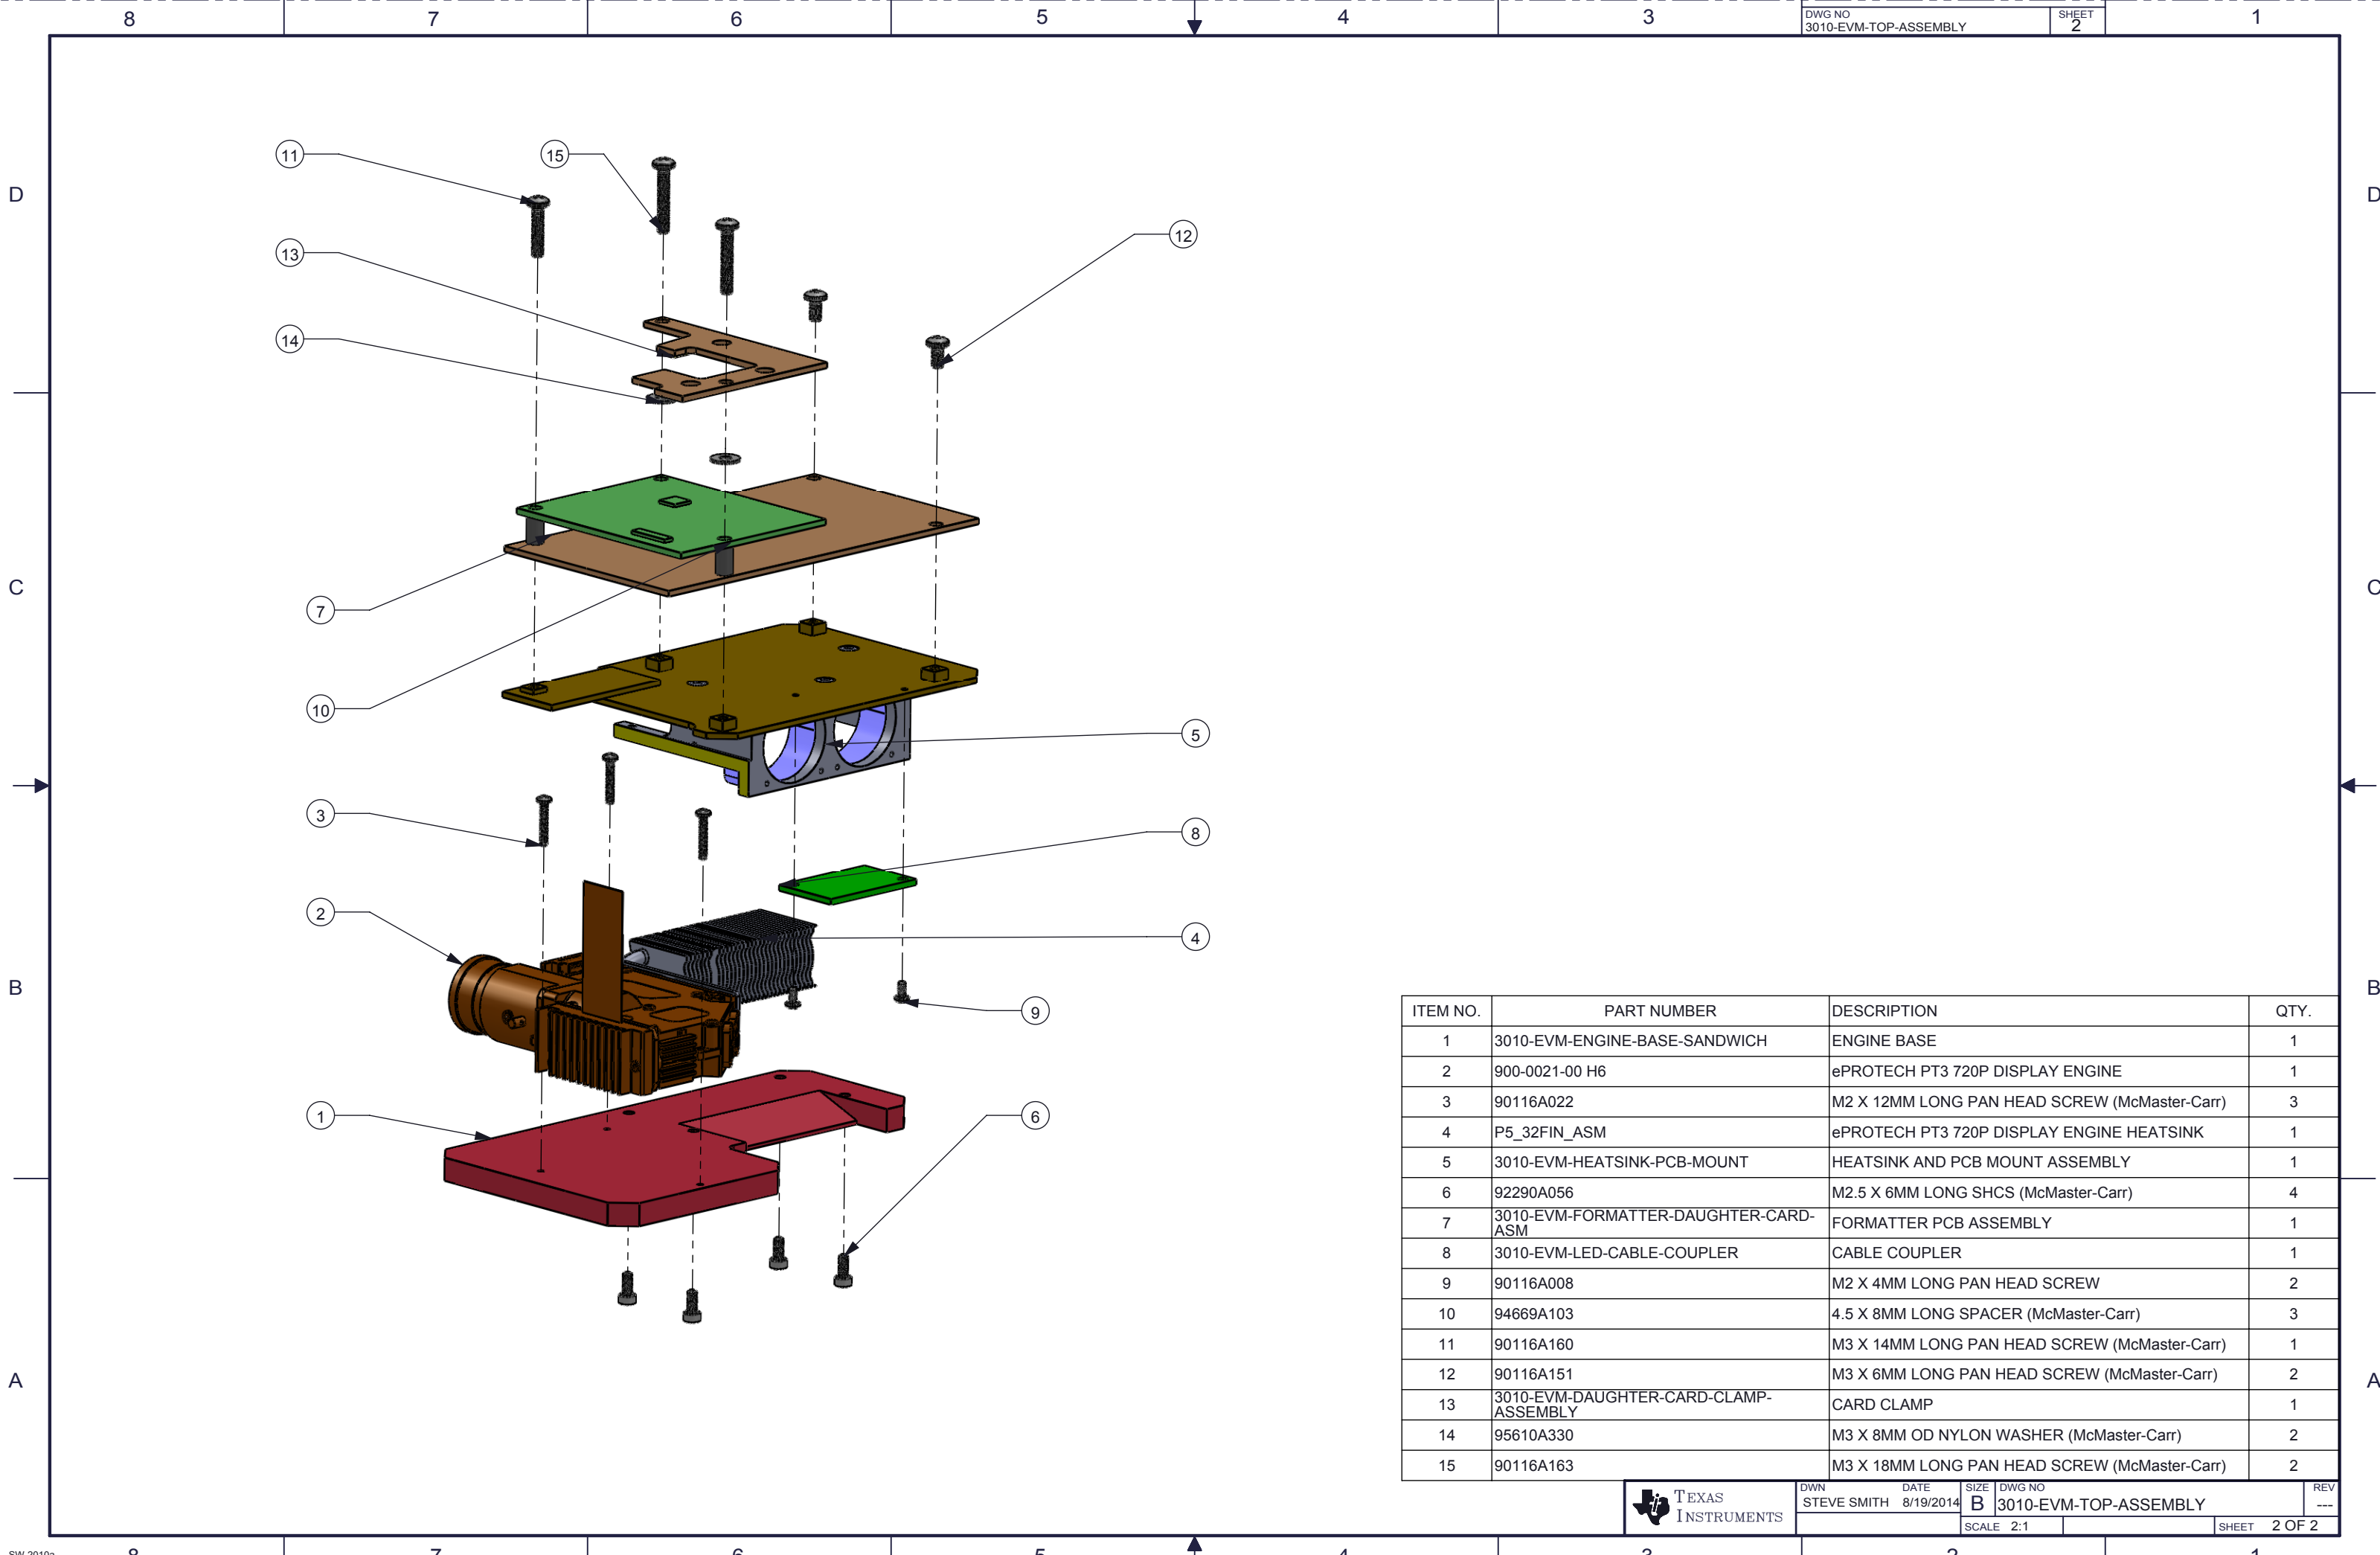 8 7 6 5 4 3 1
DWG NO SHEET
3010-EVM-TOP-ASSEMBLY 2
D D
C C
B B
A A
11
15
12
13
14
7
10
5
3
8
2
4
9
1
6
ITEM NO. PART NUMBER DESCRIPTION QTY.
1 3010-EVM-ENGINE-BASE-SANDWICH ENGINE BASE 1
2 900-0021-00 H6 ePROTECH PT3 720P DISPLAY ENGINE 1
3 90116A022 M2 X 12MM LONG PAN HEAD SCREW (McMaster-Carr) 3
4 P5_32FIN_ASM ePROTECH PT3 720P DISPLAY ENGINE HEATSINK 1
5 3010-EVM-HEATSINK-PCB-MOUNT HEATSINK AND PCB MOUNT ASSEMBLY 1
6 92290A056 M2.5 X 6MM LONG SHCS (McMaster-Carr) 4
7 3010-EVM-FORMATTER-DAUGHTER-CARD-
ASM FORMATTER PCB ASSEMBLY 1
8 3010-EVM-LED-CABLE-COUPLER CABLE COUPLER 1
9 90116A008 M2 X 4MM LONG PAN HEAD SCREW 2
10 94669A103 4.5 X 8MM LONG SPACER (McMaster-Carr) 3
11 90116A160 M3 X 14MM LONG PAN HEAD SCREW (McMaster-Carr) 1
12 90116A151 M3 X 6MM LONG PAN HEAD SCREW (McMaster-Carr) 2
13 3010-EVM-DAUGHTER-CARD-CLAMP-
ASSEMBLY CARD CLAMP 1
14 95610A330 M3 X 8MM OD NYLON WASHER (McMaster-Carr) 2
15 90116A163 M3 X 18MM LONG PAN HEAD SCREW (McMaster-Carr) 2
TEXAS
INSTRUMENTS
DWN DATE SIZE DWG NO REV
STEVE SMITH 8/19/2014 B 3010-EVM-TOP-ASSEMBLY ---
SCALE 2:1 SHEET 2 OF 2
SW 2010a 8 7 6 5 4 3 2 1